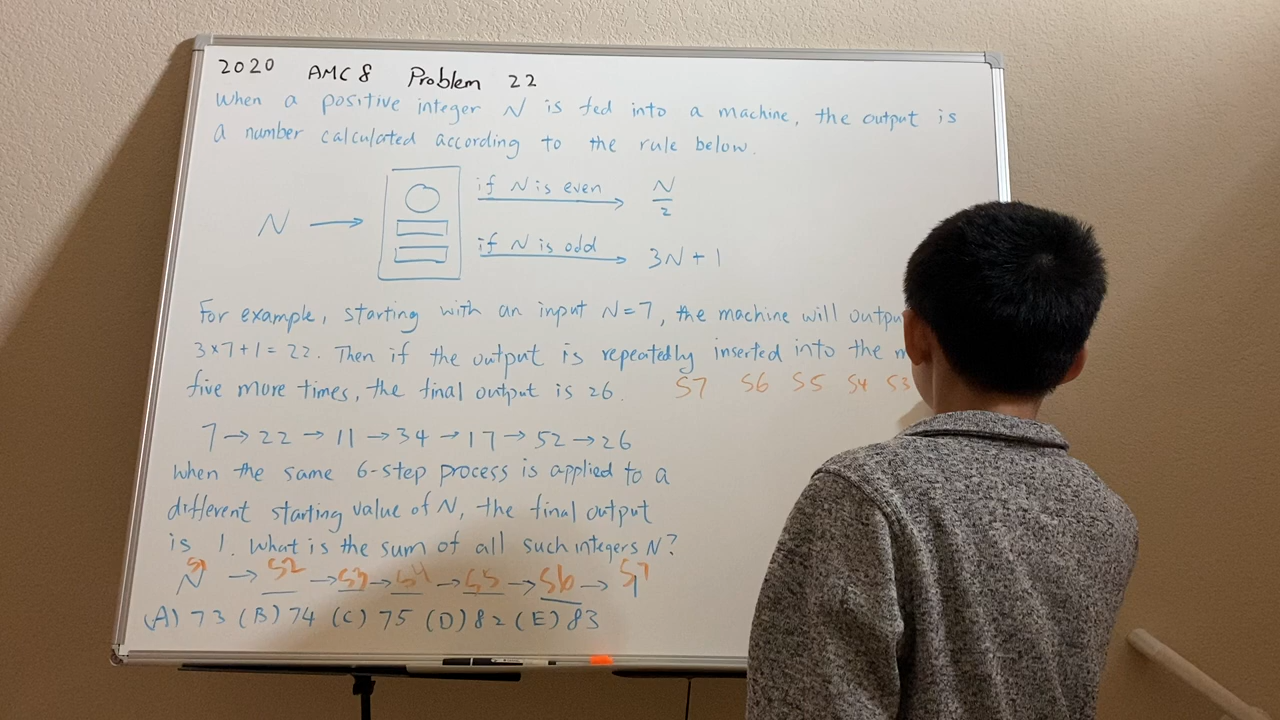 2020 AMC 8 Problem 22
When a positive integer N is fed into a machine, the output is
a number calculated according to the rule below.
if N is even N/2
N
if N is odd 3N+1
For example, starting with an input N=7, the machine will
3×7+1=22. Then if the output is repeatedly inserted into the
five more times, the final output is 26. S7 S6 S5 S4 S3
7→22→11→34→17→52→26
When the same 6-step process is applied to a
different starting value of N, the final output
is 1. What is the sum of all such integers N?
S1 S2 S3 S4 S5 S6 S7
N → _ → _ → _ → _ → _ → 1
(A) 73 (B) 74 (C) 75 (D) 82 (E) 83